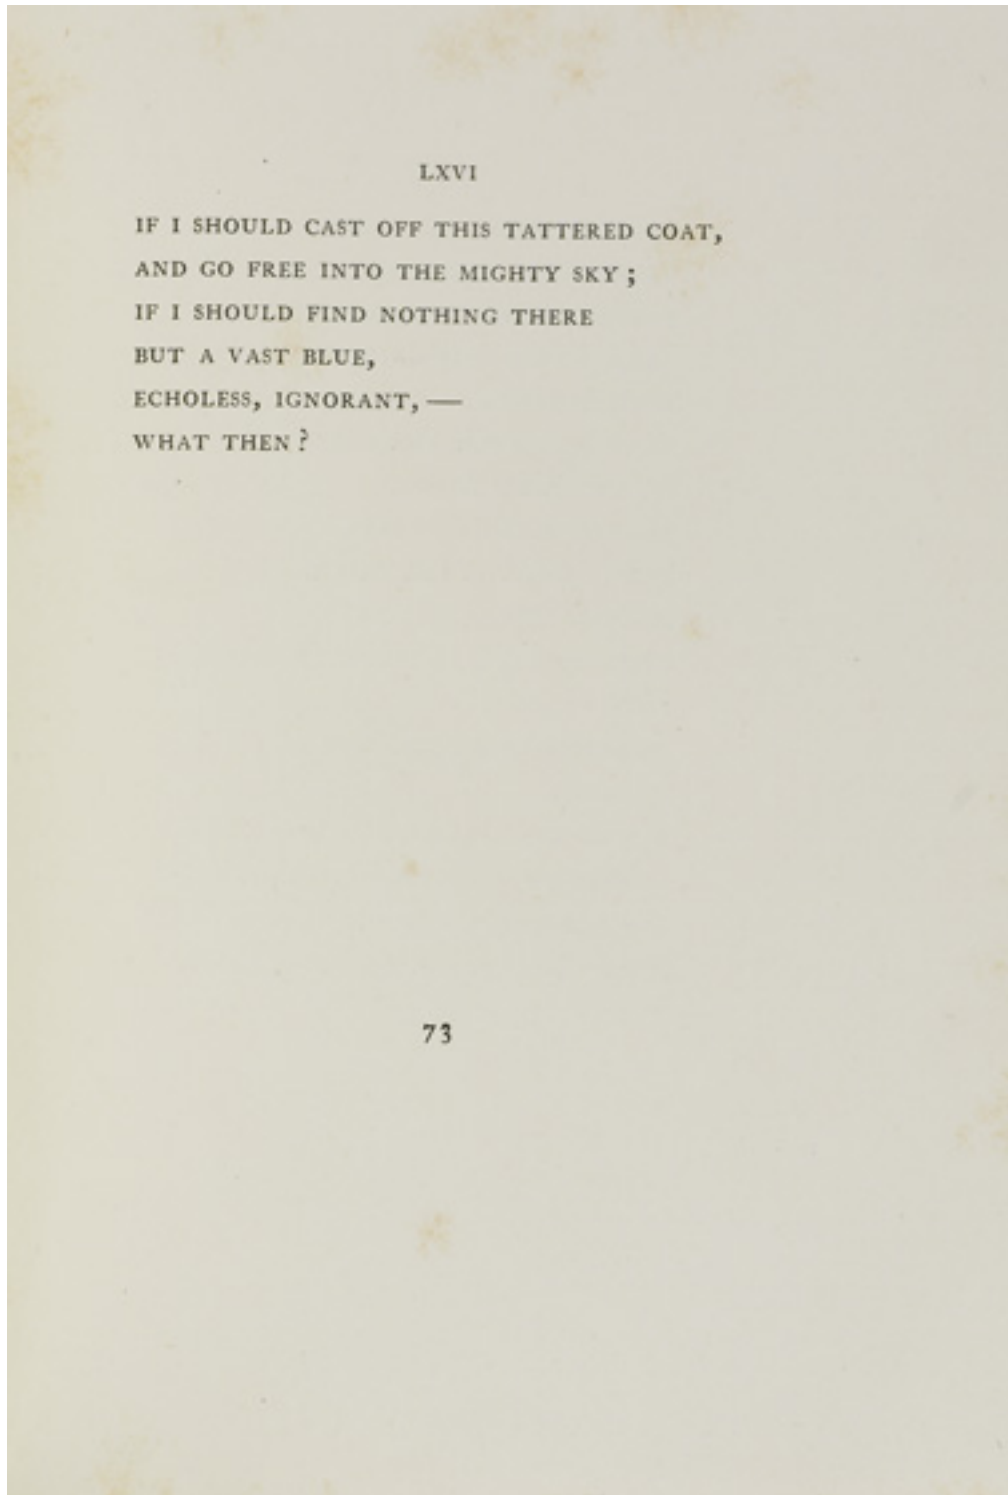 LXVI
IF I SHOULD CAST OFF THIS TATTERED COAT,
AND GO FREE INTO THE MIGHTY SKY;
IF I SHOULD FIND NOTHING THERE
BUT A VAST BLUE,
ECHOLESS, IGNORANT,—
WHAT THEN?
73